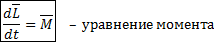 dL̅/dt = M̅ – уравнение момента